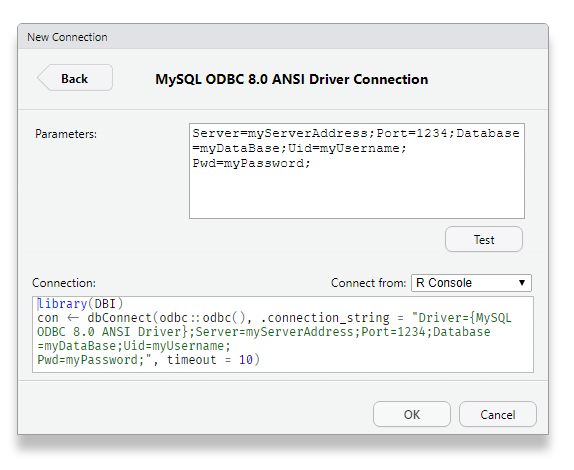 New Connection
Back
MySQL ODBC 8.0 ANSI Driver Connection
Parameters:
Server=myServerAddress;Port=1234;Database
=myDataBase;Uid=myUsername;
Pwd=myPassword;
Test
Connection:
Connect from:
R Console
library(DBI)
con <- dbConnect(odbc::odbc(), .connection_string = "Driver={MySQL
ODBC 8.0 ANSI Driver};Server=myServerAddress;Port=1234;Database
=myDataBase;Uid=myUsername;
Pwd=myPassword;", timeout = 10)
OK
Cancel